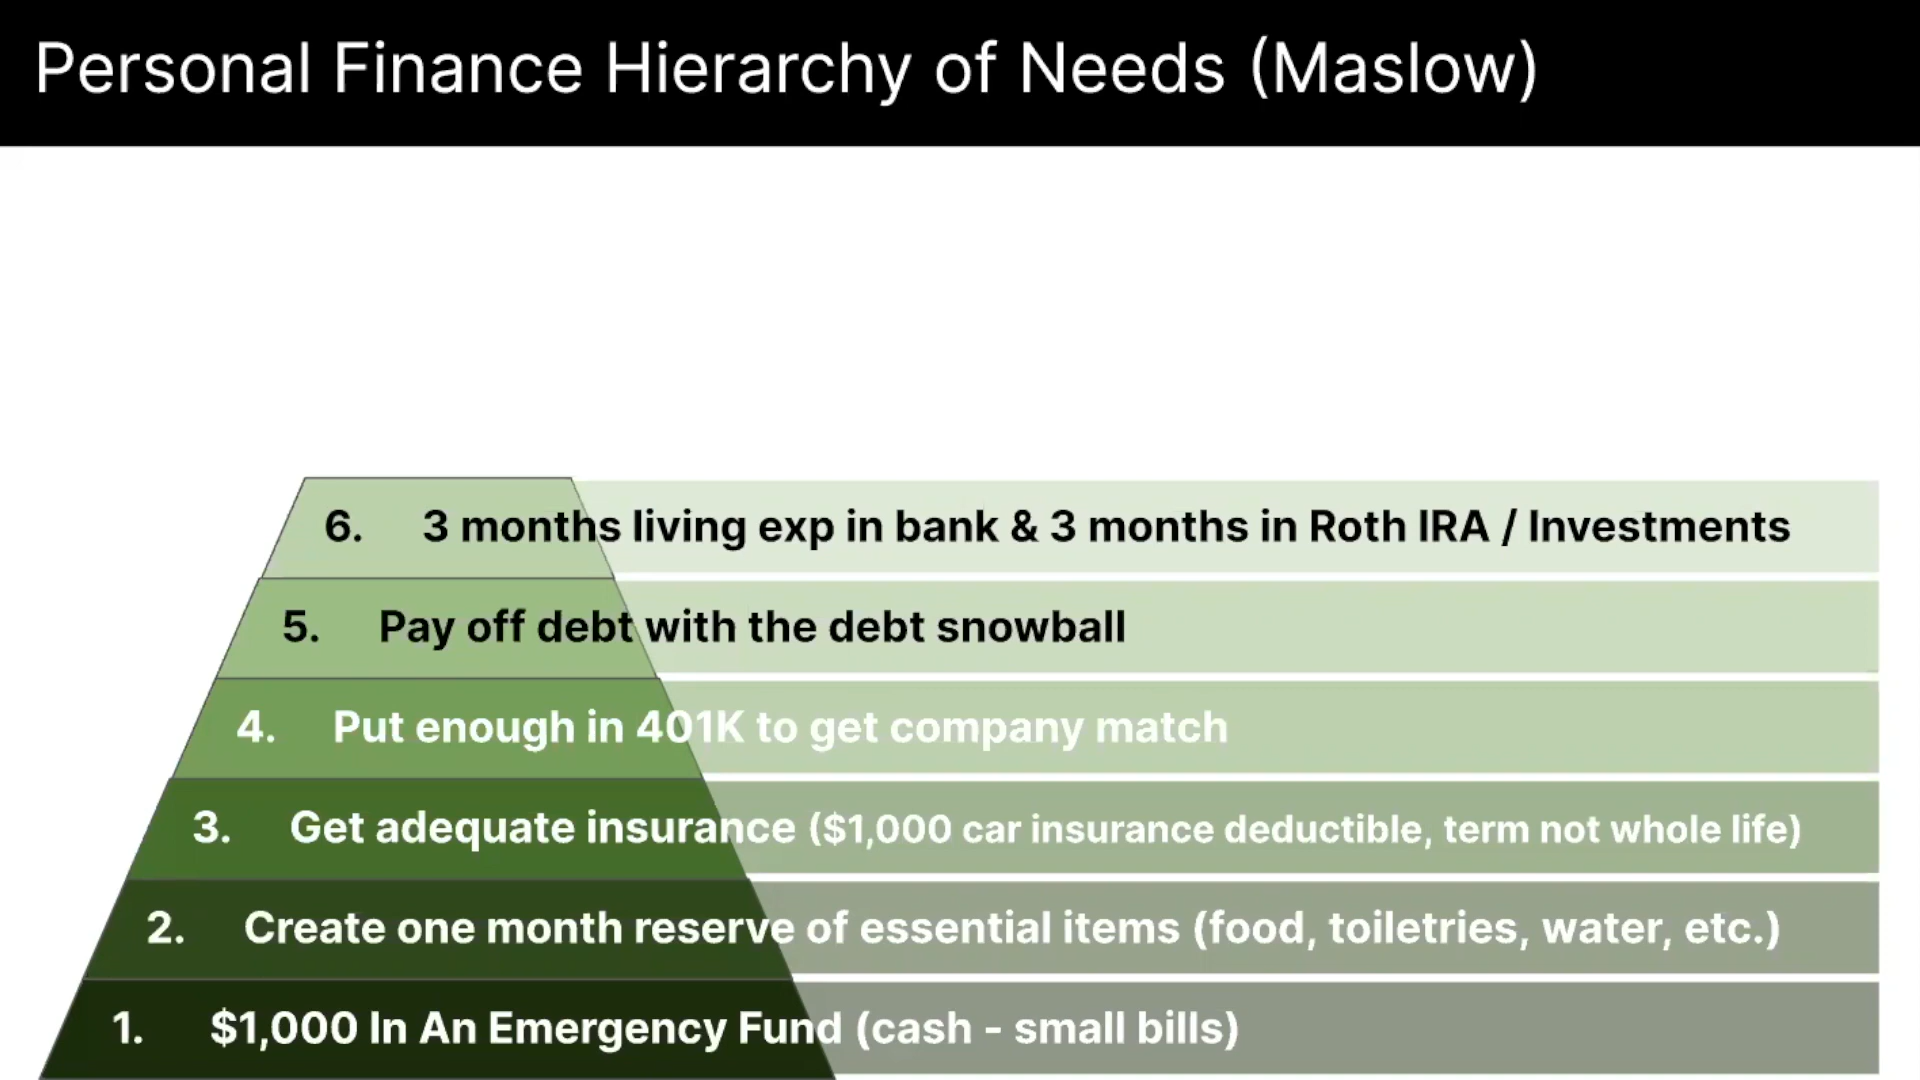 Personal Finance Hierarchy of Needs (Maslow)
6. 3 months living exp in bank & 3 months in Roth IRA / Investments
5. Pay off debt with the debt snowball
4. Put enough in 401K to get company match
3. Get adequate insurance ($1,000 car insurance deductible, term not whole life)
2. Create one month reserve of essential items (food, toiletries, water, etc.)
1. $1,000 In An Emergency Fund (cash - small bills)